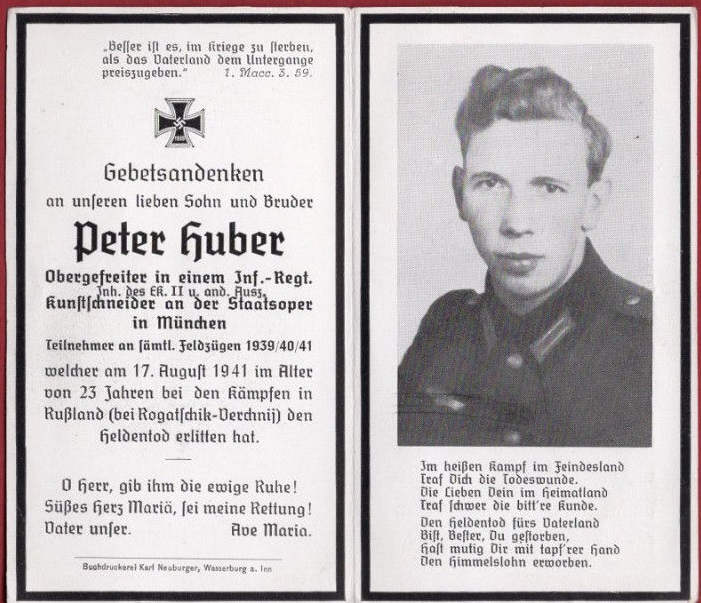 „Besser ist es, im Kriege zu sterben,
als das Vaterland dem Untergange
preiszugeben.“ 1. Macc. 3. 59.
Gebetsandenken
an unseren lieben Sohn und Bruder
Peter Huber
Obergefreiter in einem Inf.-Regt.
Inh. des EK. II u. and. Ausz.
Kunstschneider an der Staatsoper
in München
Teilnehmer an sämtl. Feldzügen 1939/40/41
welcher am 17. August 1941 im Alter
von 23 Jahren bei den Kämpfen in
Rußland (bei Rogatschik-Verchnij) den
Heldentod erlitten hat.
O Herr, gib ihm die ewige Ruhe!
Süßes Herz Mariä, sei meine Rettung!
Vater unser. Ave Maria.
Buchdruckerei Karl Neuburger, Wasserburg a. Inn
Im heißen Kampf im Feindesland
Traf Dich die Todeswunde.
Die Lieben Dein im Heimatland
Traf schwer die bitt're Kunde.
Den Heldentod fürs Vaterland
Bist, Bester, Du gestorben,
Hast mutig Dir mit tapf'rer Hand
Den Himmelslohn erworben.